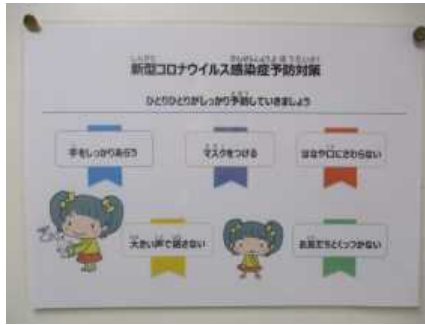 新型コロナウイルス感染症予防対策
ひとりひとりがしっかり予防していきましょう
手をしっかりあらう
マスクをつける
はなや口にさわらない
大きい声で話さない
お友だちとくっつかない